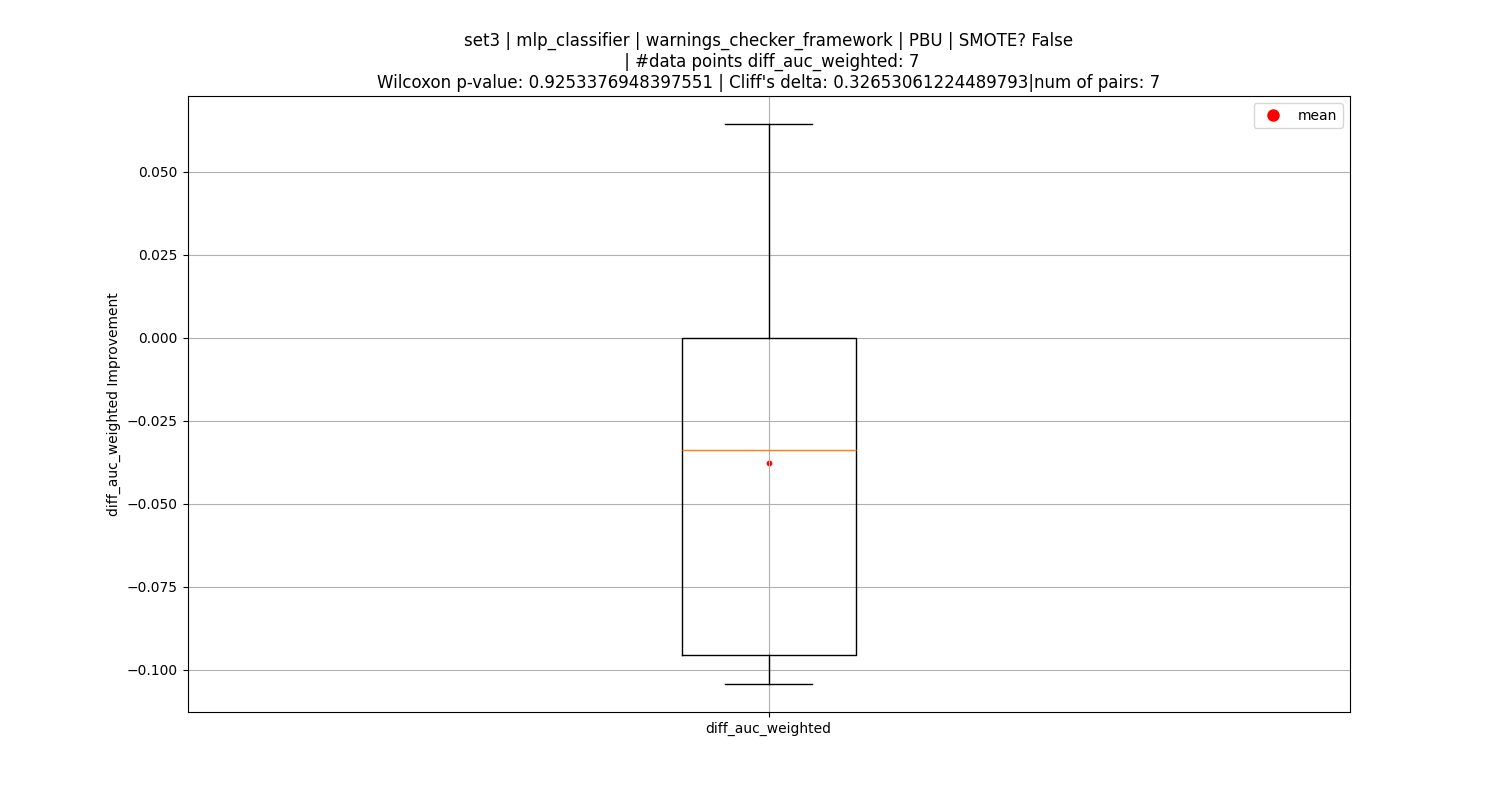 set3 | mlp_classifier | warnings_checker_framework | PBU | SMOTE? False
| #data points diff_auc_weighted: 7
Wilcoxon p-value: 0.9253376948397551 | Cliff's delta: 0.32653061224489793|num of pairs: 7
mean
0.050
0.025
0.000
−0.025
−0.050
−0.075
−0.100
diff_auc_weighted Improvement
diff_auc_weighted